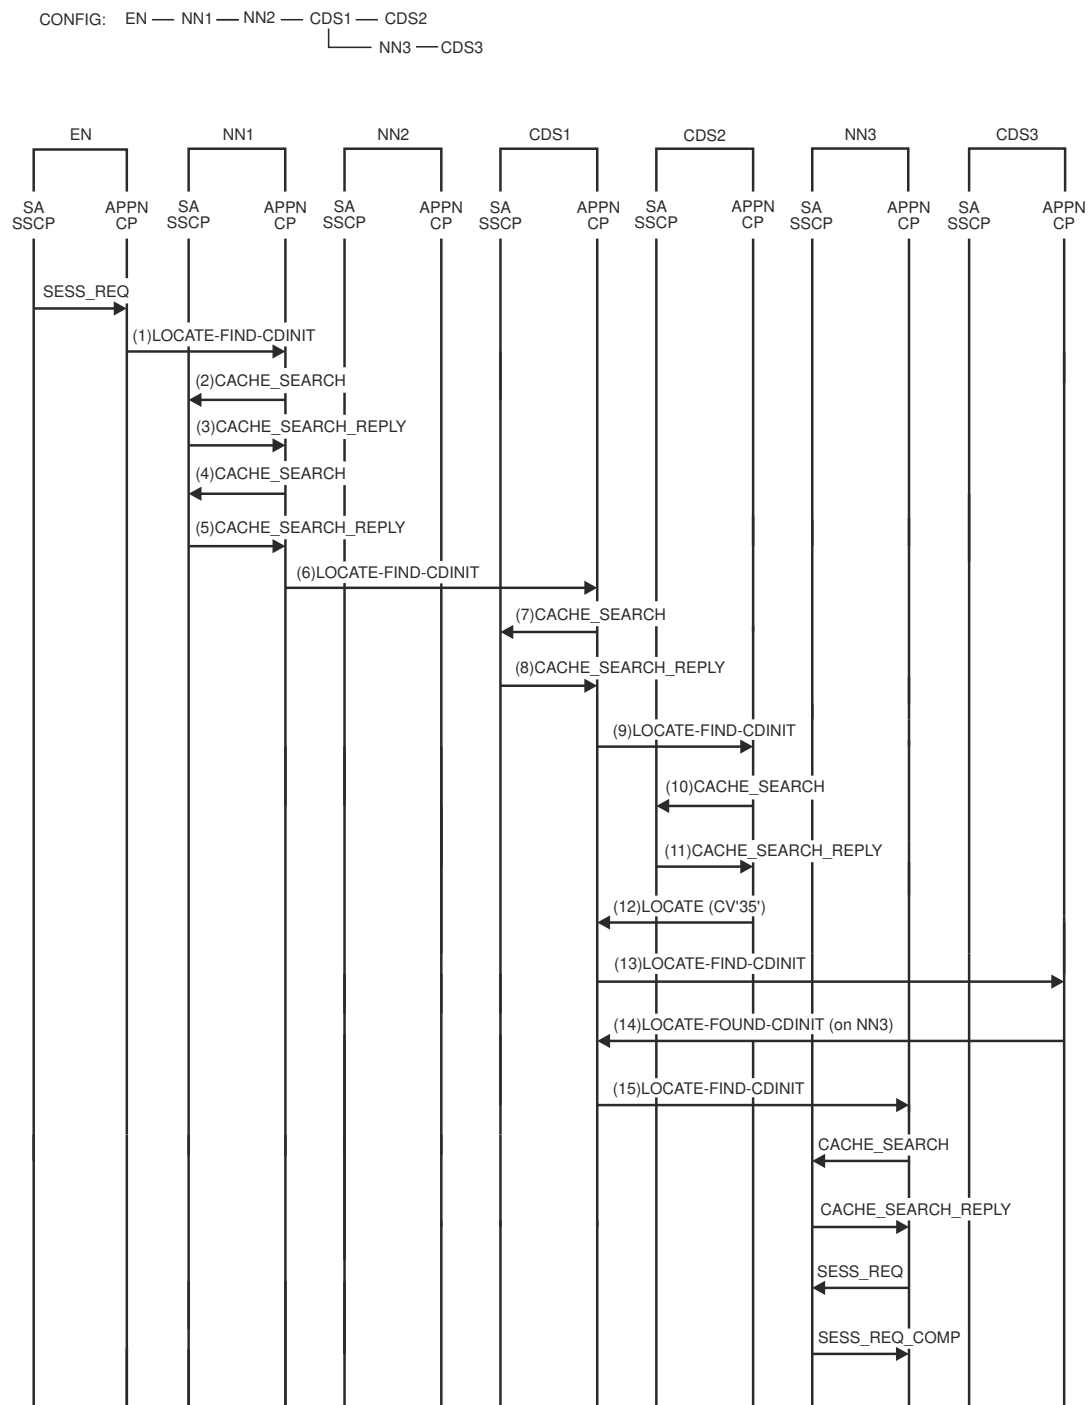 CONFIG: EN NN1 NN2 CDS1 CDS2
NN3 CDS3
EN NN1 NN2 CDS1 CDS2 NN3 CDS3
SA APPN SA APPN SA APPN SA APPN SA APPN SA APPN SA APPN
SSCP CP SSCP CP SSCP CP SSCP CP SSCP CP SSCP CP SSCP CP
SESS_REQ
(1)LOCATE-FIND-CDINIT
(2)CACHE_SEARCH
(3)CACHE_SEARCH_REPLY
(4)CACHE_SEARCH
(5)CACHE_SEARCH_REPLY
(6)LOCATE-FIND-CDINIT
(7)CACHE_SEARCH
(8)CACHE_SEARCH_REPLY
(9)LOCATE-FIND-CDINIT
(10)CACHE_SEARCH
(11)CACHE_SEARCH_REPLY
(12)LOCATE (CV'35')
(13)LOCATE-FIND-CDINIT
(14)LOCATE-FOUND-CDINIT (on NN3)
(15)LOCATE-FIND-CDINIT
CACHE_SEARCH
CACHE_SEARCH_REPLY
SESS_REQ
SESS_REQ_COMP